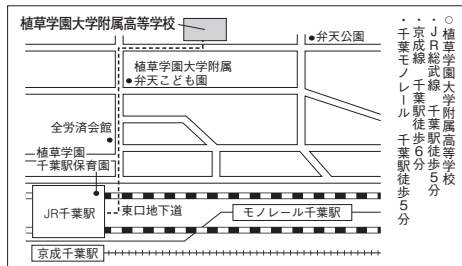 植草学園大学附属高等学校
弁天公園
植草学園大学附属
弁天こども園
全労済会館
植草学園
千葉駅保育園
JR千葉駅
東口地下道
モノレール千葉駅
京成千葉駅
○植草学園大学附属高等学校
・JR総武線 千葉駅徒歩5分
・京成線 千葉駅徒歩6分
・千葉モノレール 千葉駅徒歩5分